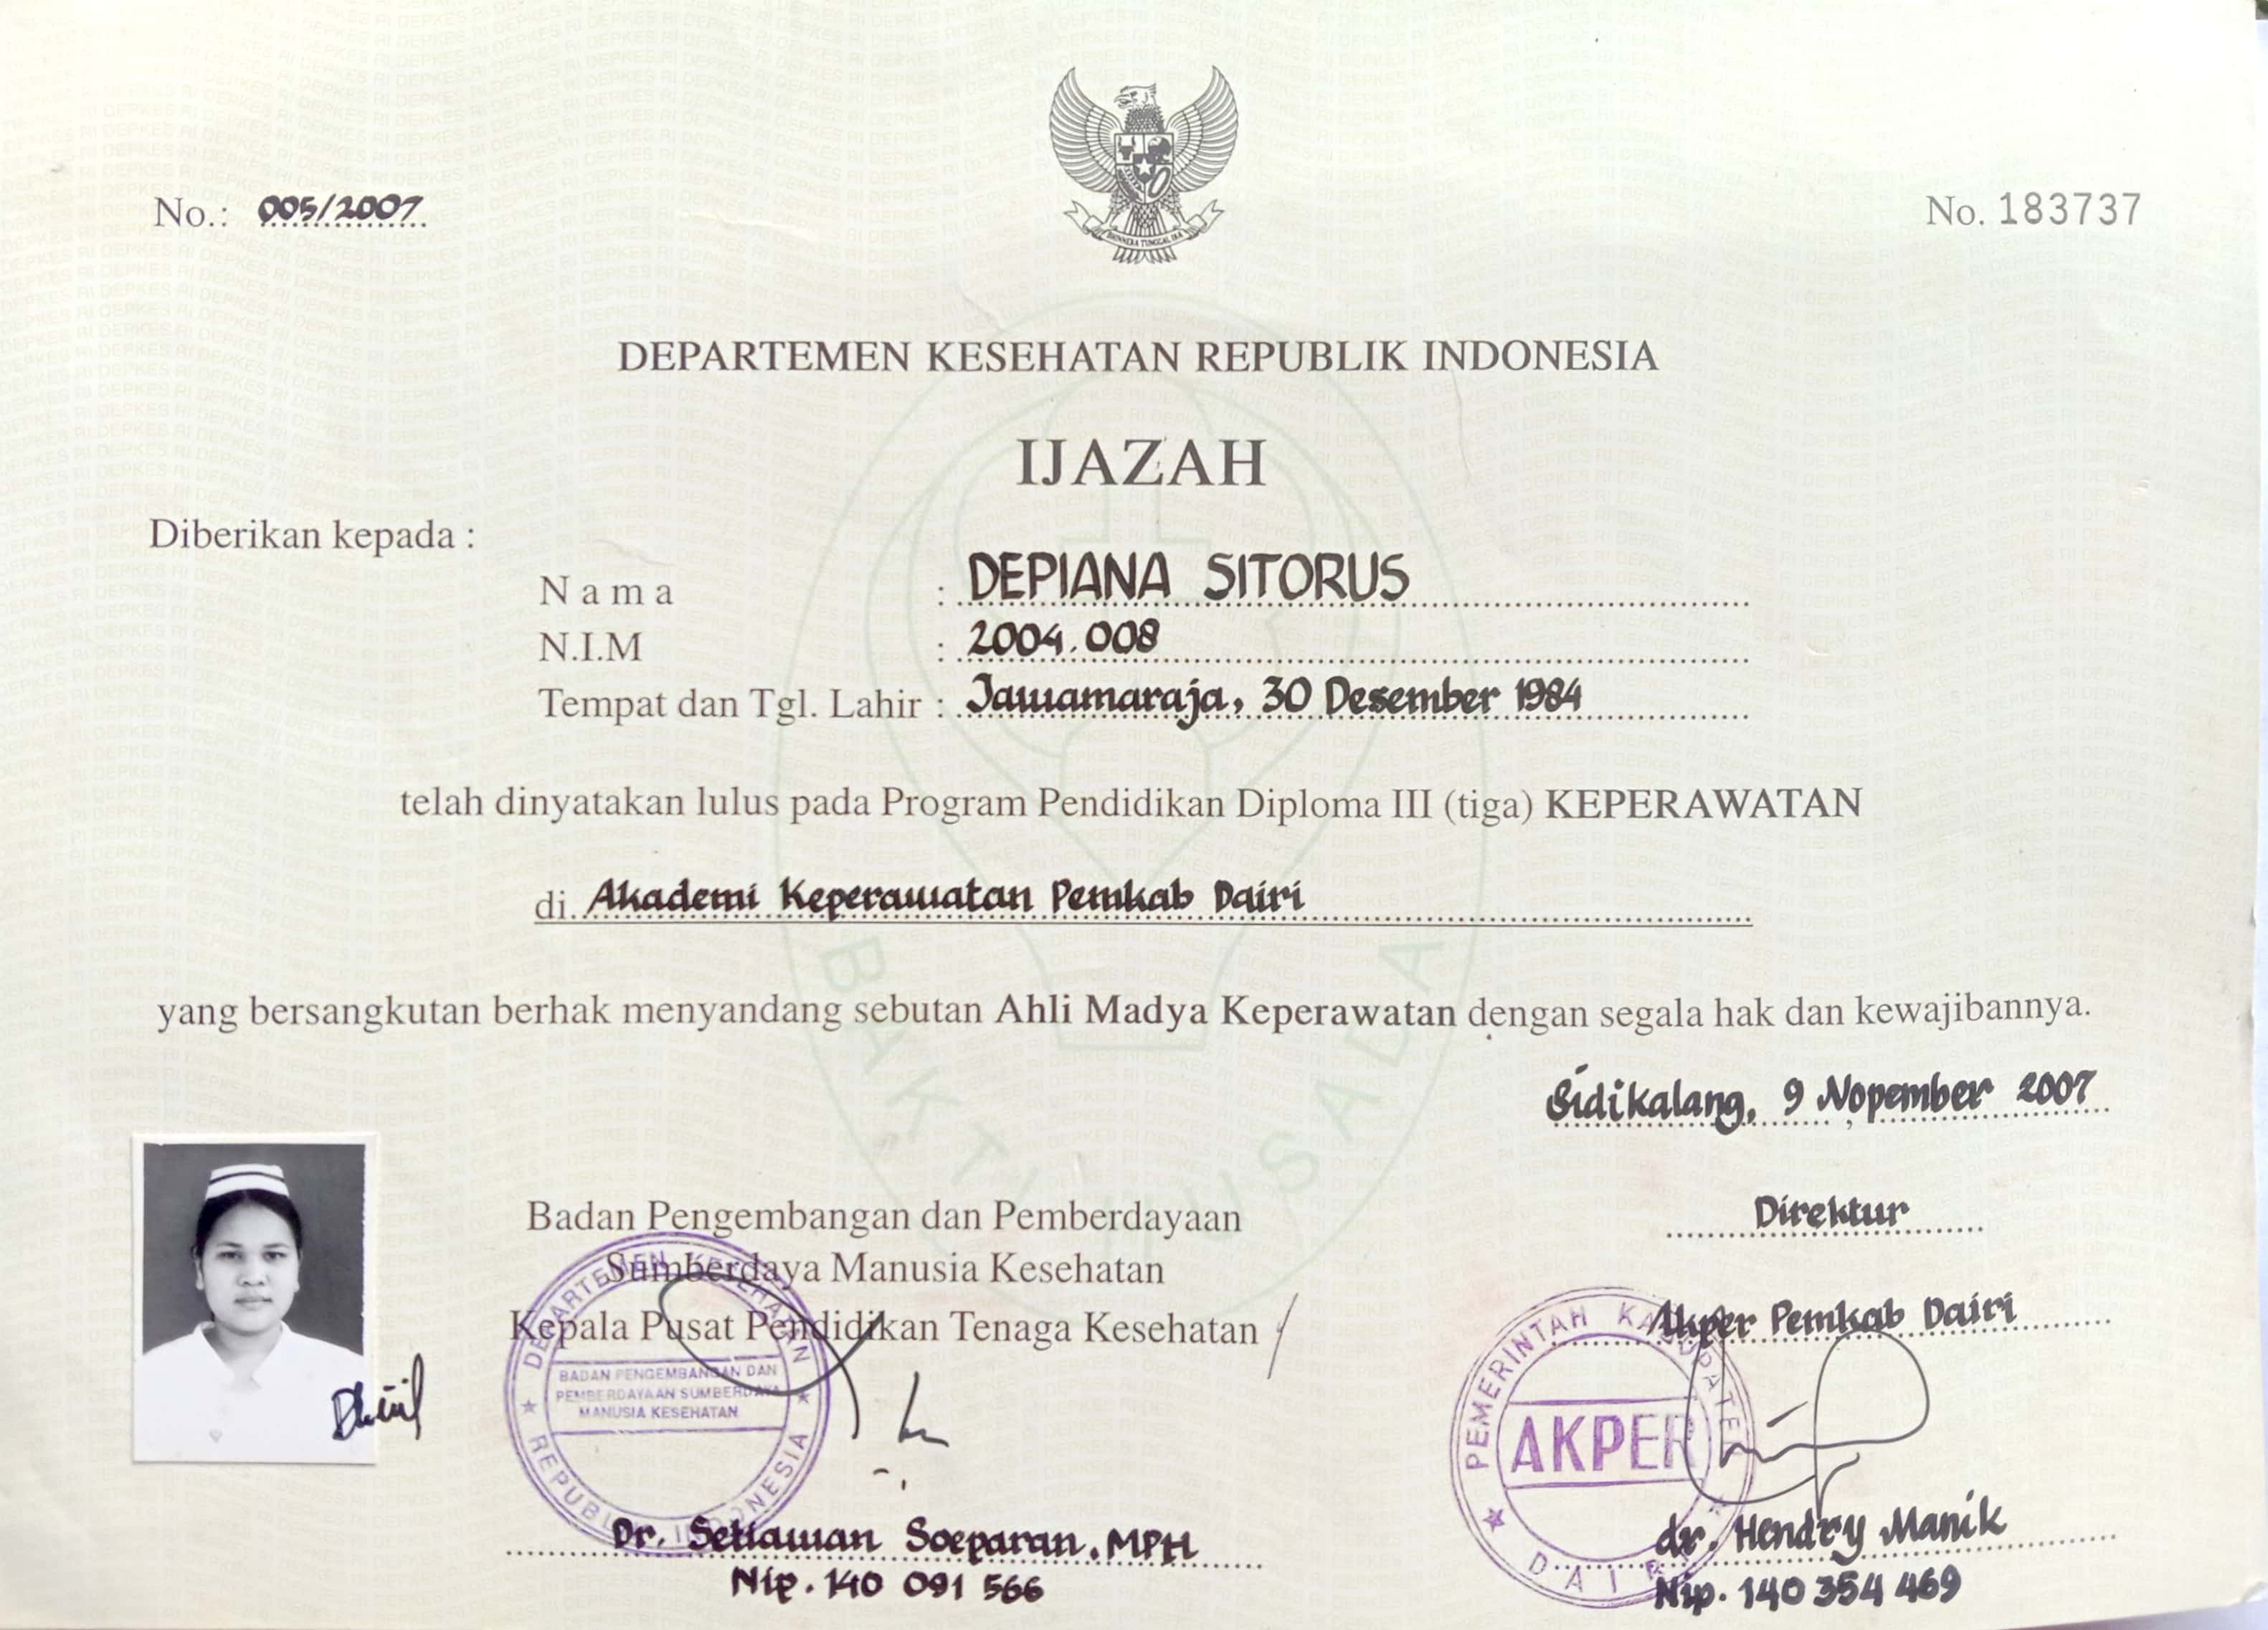 BHINNEKA TUNGGAL IKA
No.: 005/2007
No. 183737
DEPARTEMEN KESEHATAN REPUBLIK INDONESIA
IJAZAH
Diberikan kepada :
Nama : DEPIANA SITORUS
N.I.M : 2004.008
Tempat dan Tgl. Lahir : Jawamaraja, 30 Desember 1984
telah dinyatakan lulus pada Program Pendidikan Diploma III (tiga) KEPERAWATAN
di Akademi Keperawatan Pemkab Dairi
yang bersangkutan berhak menyandang sebutan Ahli Madya Keperawatan dengan segala hak dan kewajibannya.
BAKTI HUSADA
Sidikalang, 9 Nopember 2007
Badan Pengembangan dan Pemberdayaan
Sumberdaya Manusia Kesehatan
Kepala Pusat Pendidikan Tenaga Kesehatan
DEPARTEMEN KESEHATAN
BADAN PENGEMBANGAN DAN
PEMBERDAYAAN SUMBERDAYA
MANUSIA KESEHATAN
REPUBLIK INDONESIA
Dr. Setiawan Soeparan, MPH
Nip. 140 091 566
Direktur
Akper Pemkab Dairi
PEMERINTAH KABUPATEN
AKPER
DAIRI
dr. Hendry Manik
Nip. 140 354 469